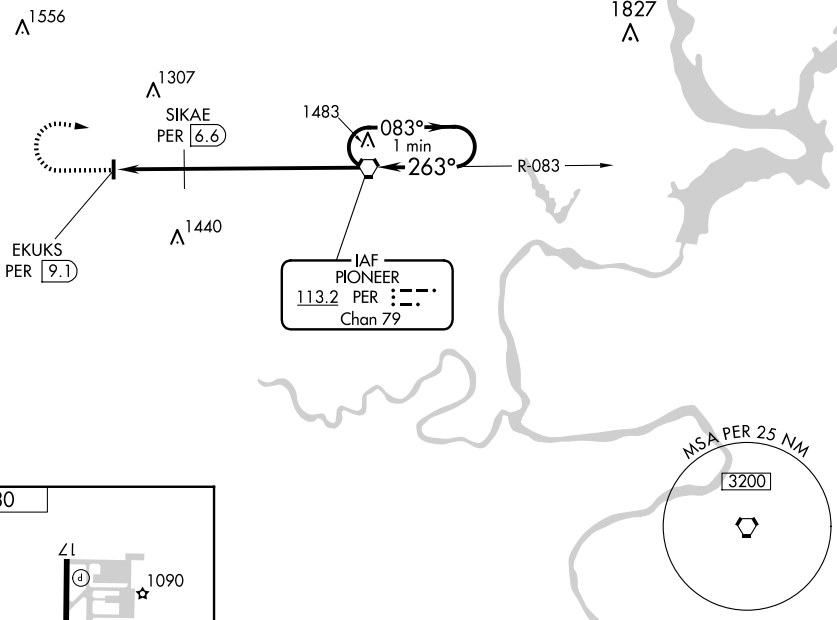 1556
1827
1307
SIKAE
PER 6.6
1483
083°
1 min
263°
R-083
1440
EKUKS
PER 9.1
IAF
PIONEER
113.2 PER
Chan 79
MSA PER 25 NM
3200
17
P
1090